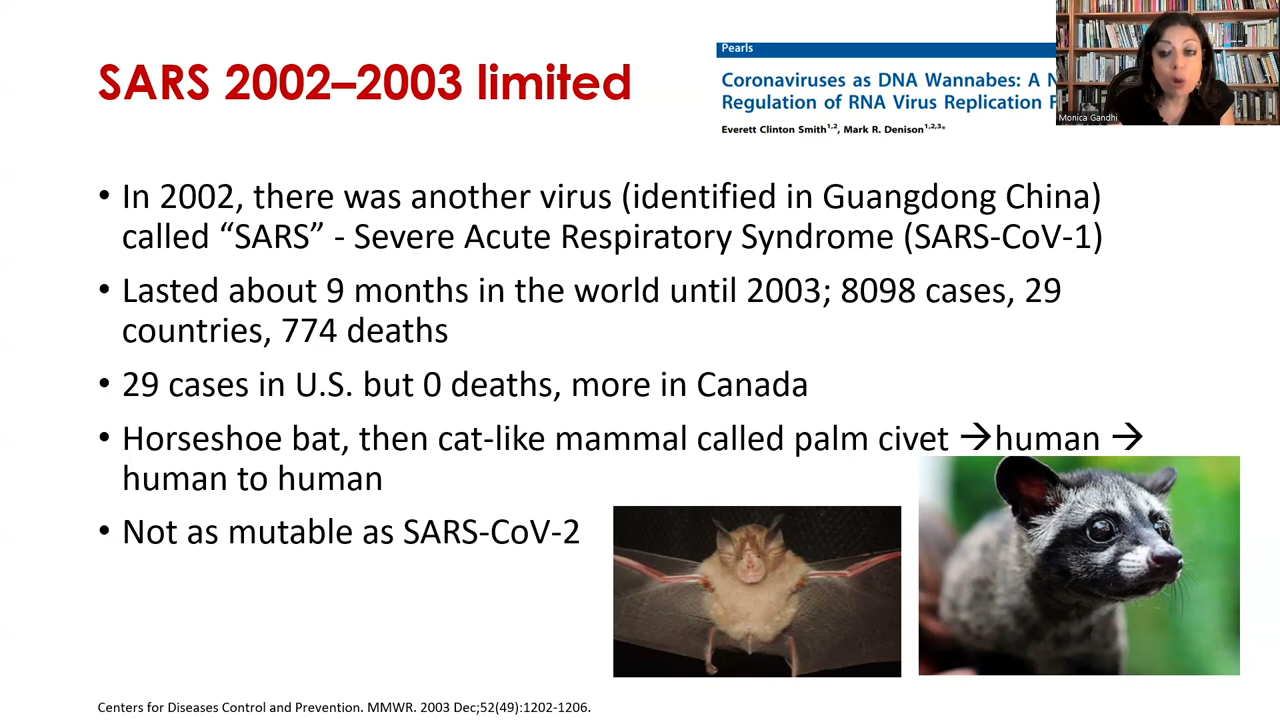 SARS 2002–2003 limited
Pearls
Coronaviruses as DNA Wannabes: A N
Regulation of RNA Virus Replication F
Everett Clinton Smith1,2, Mark R. Denison1,2,3*
Monica Gandhi
• In 2002, there was another virus (identified in Guangdong China)
called “SARS” - Severe Acute Respiratory Syndrome (SARS-CoV-1)
• Lasted about 9 months in the world until 2003; 8098 cases, 29
countries, 774 deaths
• 29 cases in U.S. but 0 deaths, more in Canada
• Horseshoe bat, then cat-like mammal called palm civet →human →
human to human
• Not as mutable as SARS-CoV-2
Centers for Diseases Control and Prevention. MMWR. 2003 Dec;52(49):1202-1206.